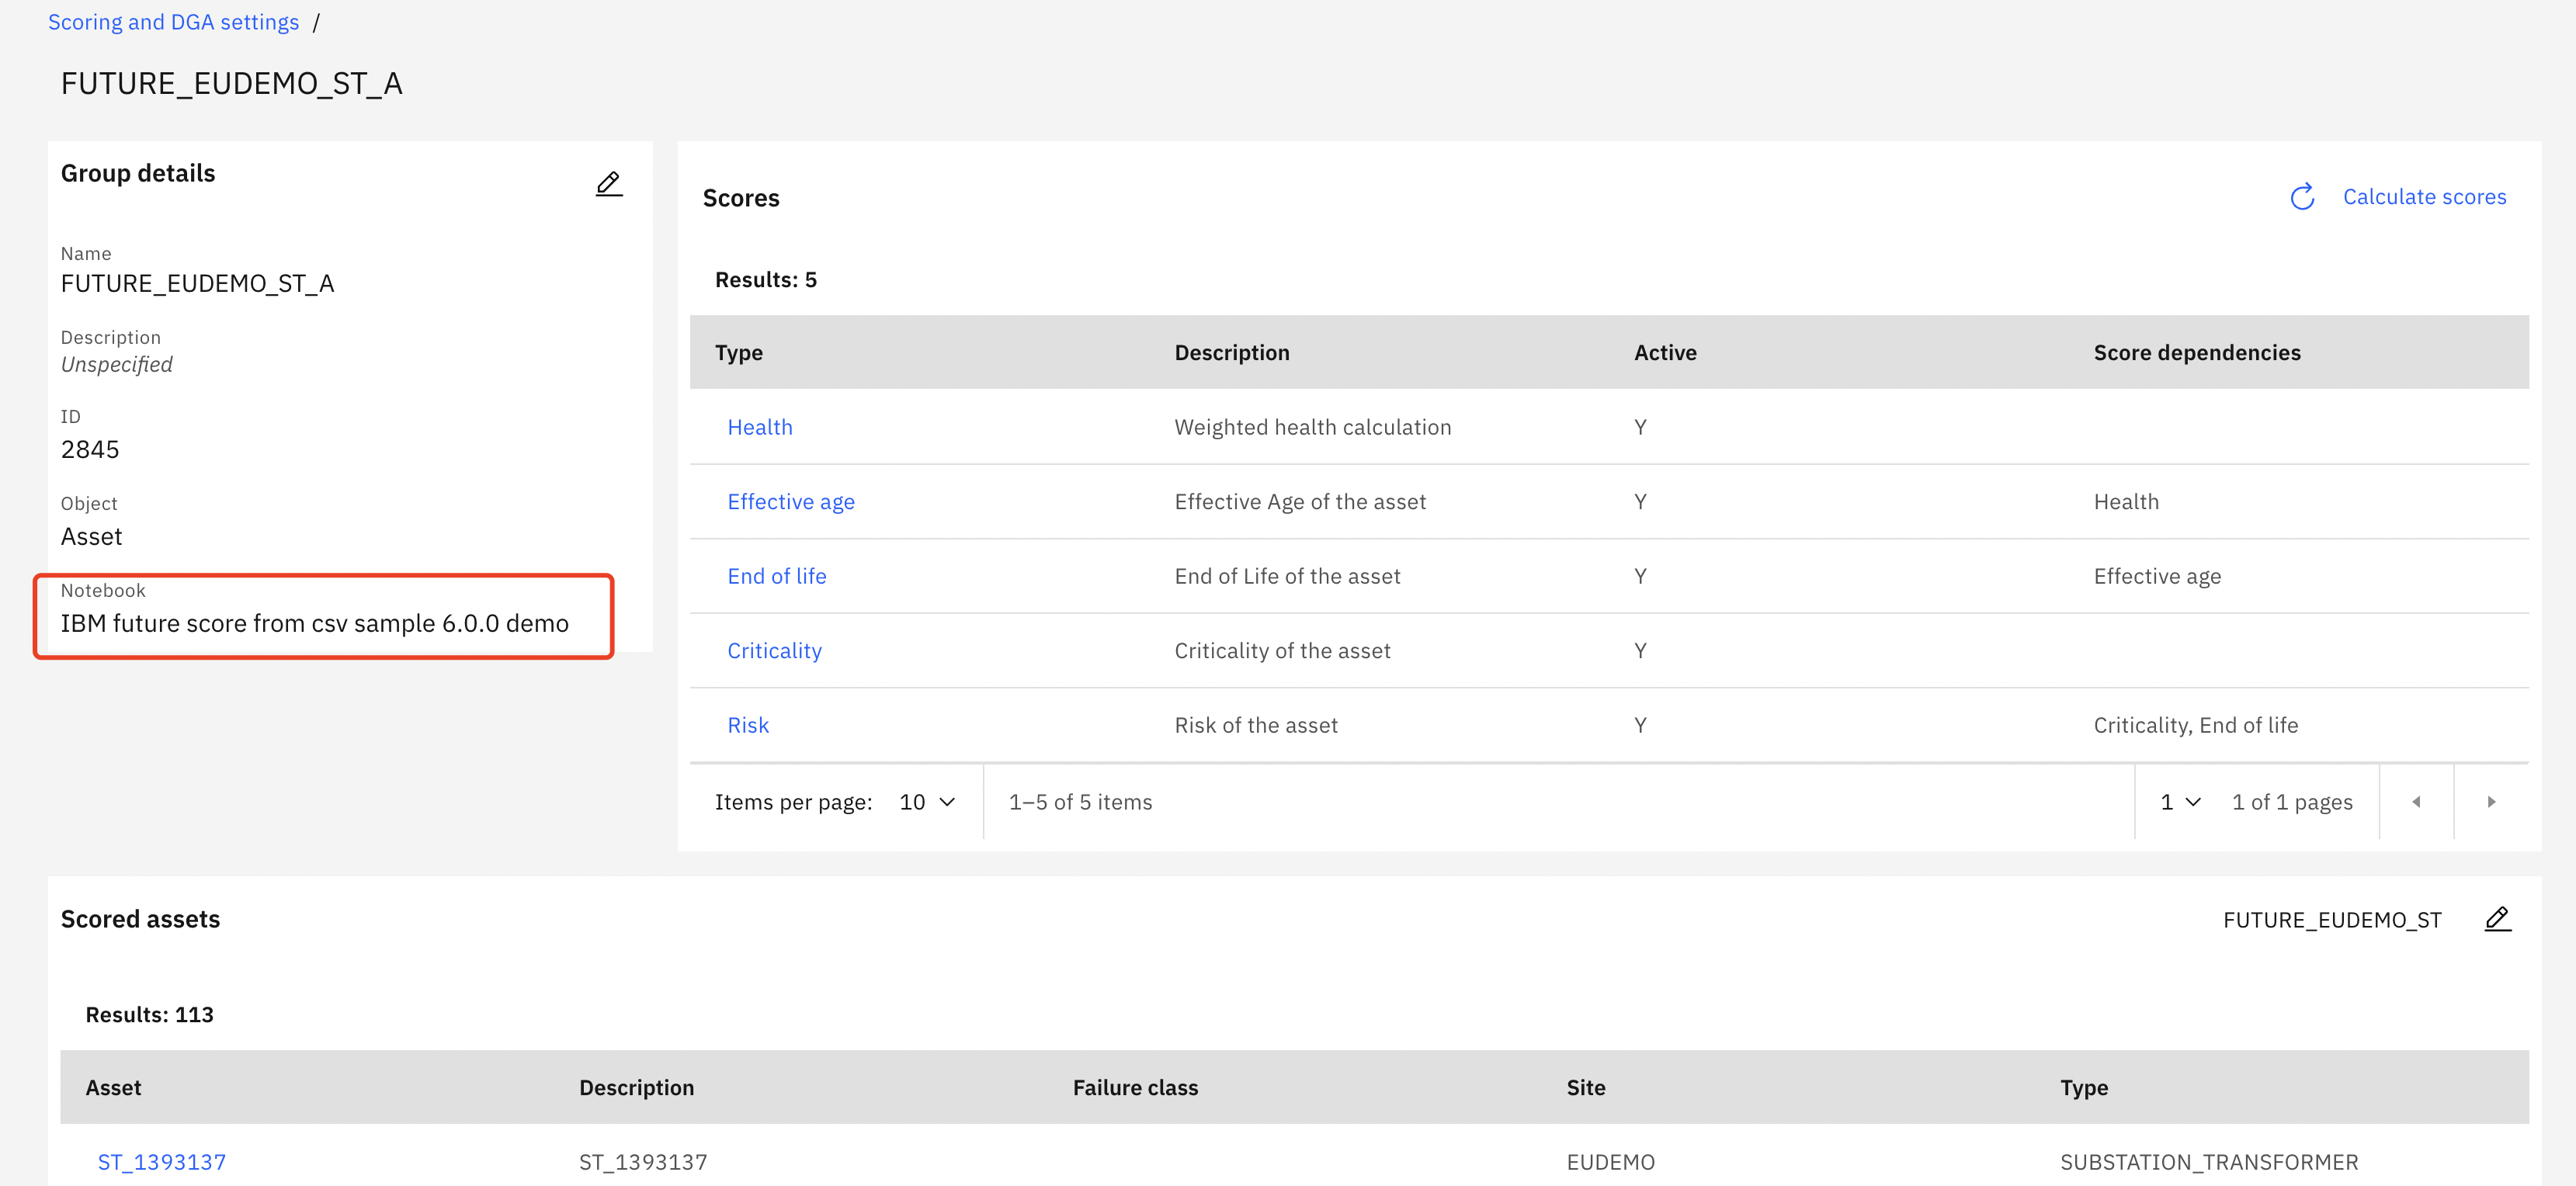 Scoring and DGA settings /
FUTURE_EUDEMO_ST_A
Group details
Name
FUTURE_EUDEMO_ST_A
Description
Unspecified
ID
2845
Object
Asset
Notebook
IBM future score from csv sample 6.0.0 demo
Scores
Calculate scores
Results: 5
Type Description Active Score dependencies
Health Weighted health calculation Y
Effective age Effective Age of the asset Y Health
End of life End of Life of the asset Y Effective age
Criticality Criticality of the asset Y
Risk Risk of the asset Y Criticality, End of life
Items per page: 10 1–5 of 5 items 1 1 of 1 pages
Scored assets FUTURE_EUDEMO_ST
Results: 113
Asset Description Failure class Site Type
ST_1393137 ST_1393137 EUDEMO SUBSTATION_TRANSFORMER